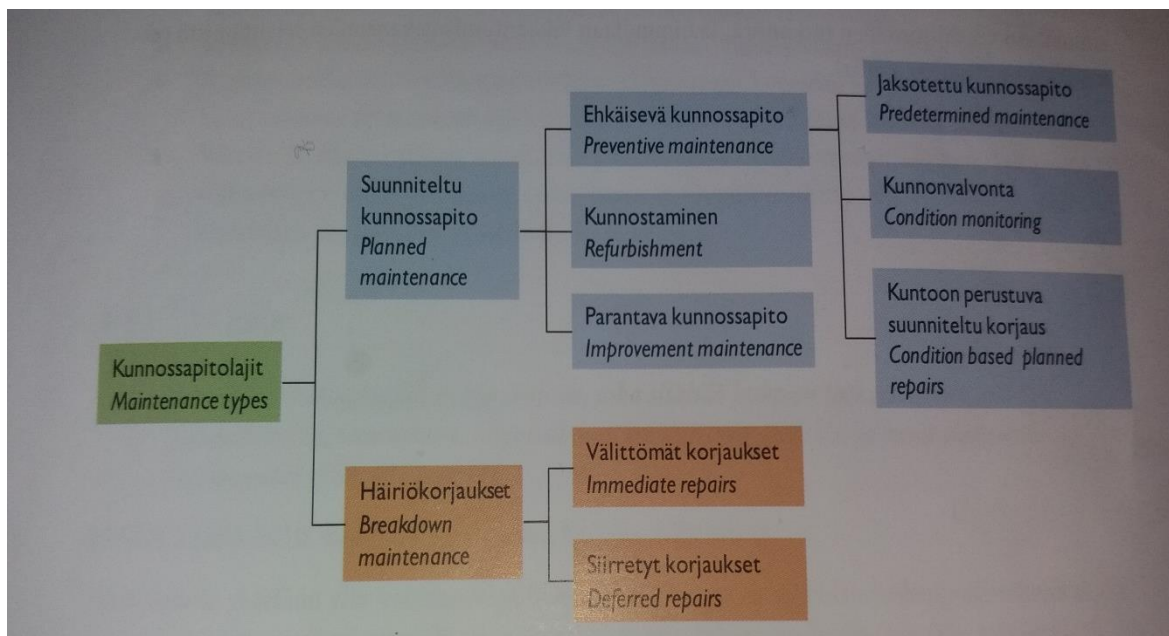 Kunnossapitolajit
Maintenance types
Suunniteltu
kunnossapito
Planned
maintenance
Ehkäisevä kunnossapito
Preventive maintenance
Jaksotettu kunnossapito
Predetermined maintenance
Kunnonvalvonta
Condition monitoring
Kuntoon perustuva
suunniteltu korjaus
Condition based planned
repairs
Kunnostaminen
Refurbishment
Parantava kunnossapito
Improvement maintenance
Häiriökorjaukset
Breakdown
maintenance
Välittömät korjaukset
Immediate repairs
Siirretyt korjaukset
Deferred repairs